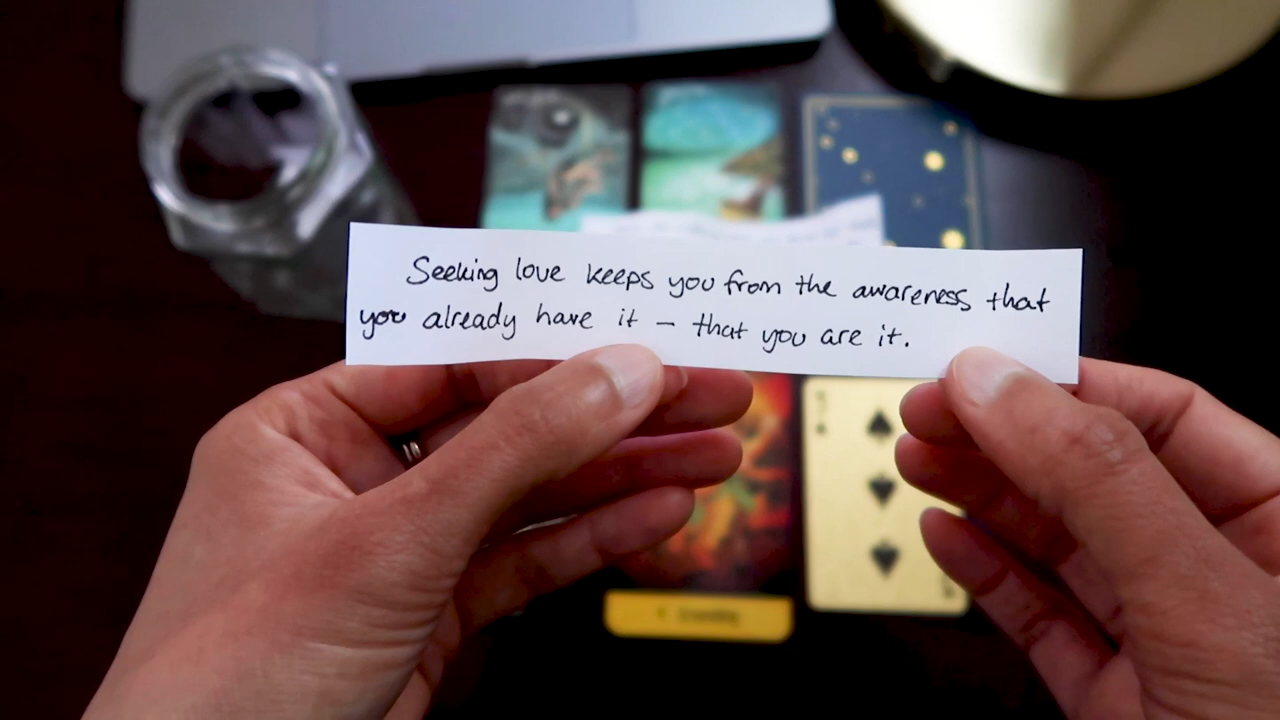 Seeking love keeps you from the awareness that
you already have it – that you are it.